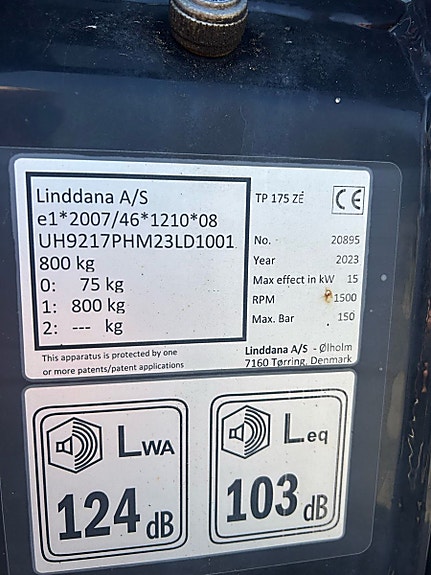 Linddana A/S
e1*2007/46*1210*08
UH9217PHM23LD1001
800 kg
0: 75 kg
1: 800 kg
2: --- kg
This apparatus is protected by one
or more patents/patent applications
TP 175 ZE CE
No. 20895
Year 2023
Max effect in kW 15
RPM 1500
Max. Bar 150
Linddana A/S - Ølholm
7160 Tørring, Denmark
LWA
124 dB
Leq
103 dB